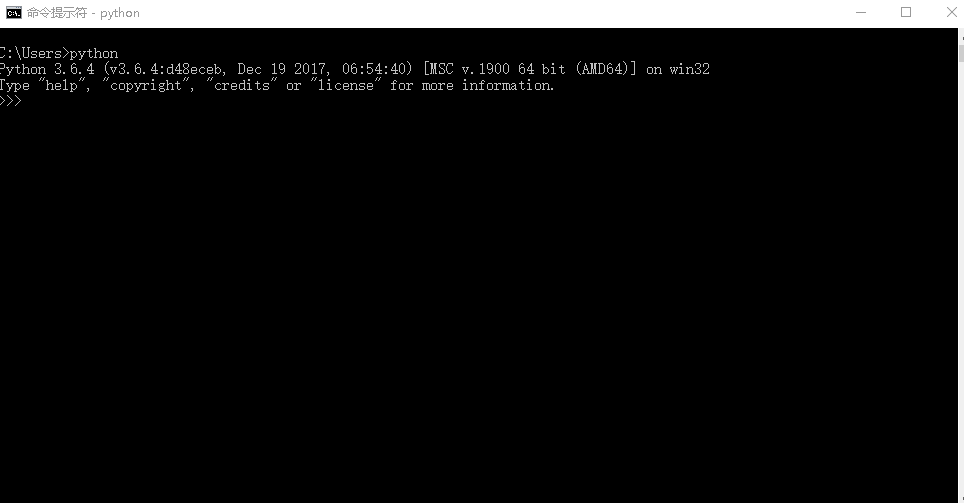 命令提示符 - python
C:\Users>python
Python 3.6.4 (v3.6.4:d48eceb, Dec 19 2017, 06:54:40) [MSC v.1900 64 bit (AMD64)] on win32
Type "help", "copyright", "credits" or "license" for more information.
>>>